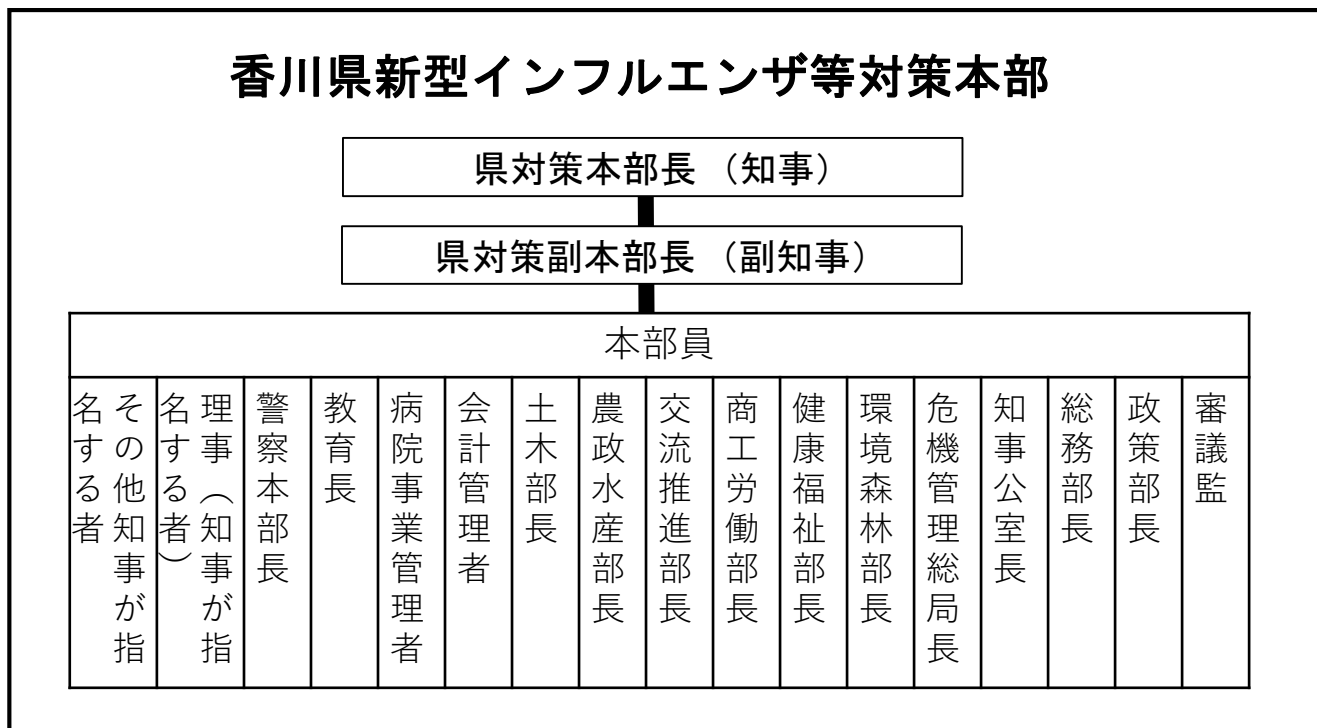 香川県新型インフルエンザ等対策本部
県対策本部長 （知事）
県対策副本部長 （副知事）
本部員
審議監
政策部長
総務部長
知事公室長
危機管理総局長
環境森林部長
健康福祉部長
商工労働部長
交流推進部長
農政水産部長
土木部長
会計管理者
病院事業管理者
教育長
警察本部長
理事（知事が指
名する者）
その他知事が指
名する者